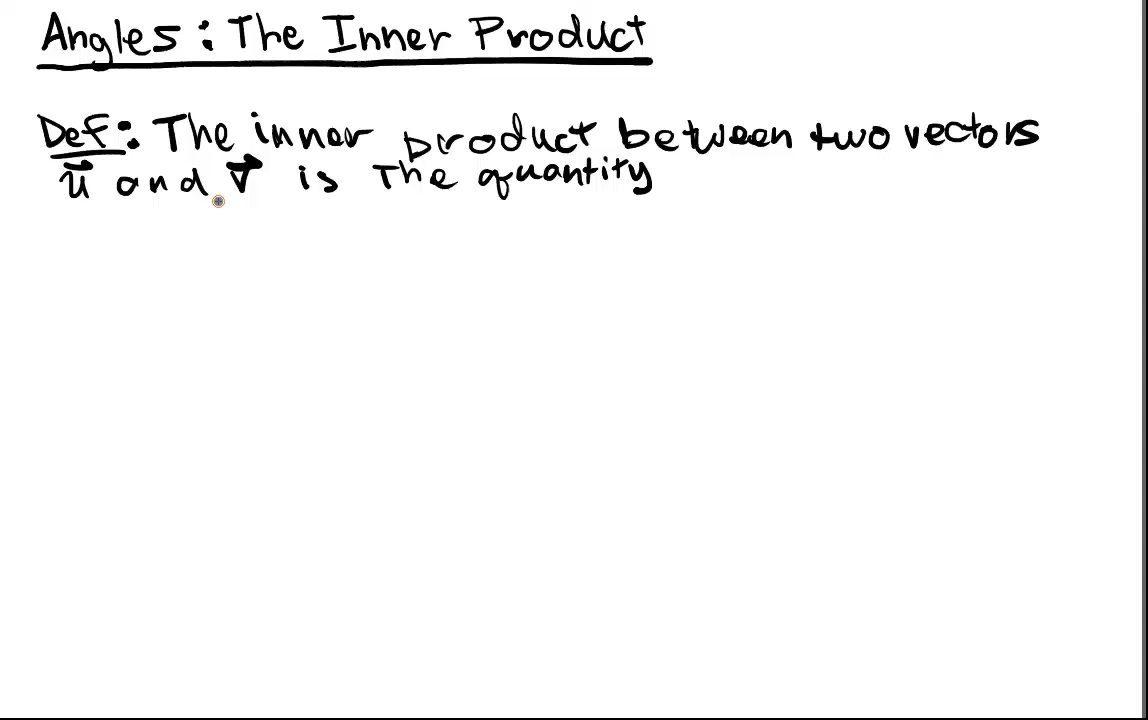 Angles: The Inner Product
Def: The inner product between two vectors
u⃗ and v⃗ is the quantity